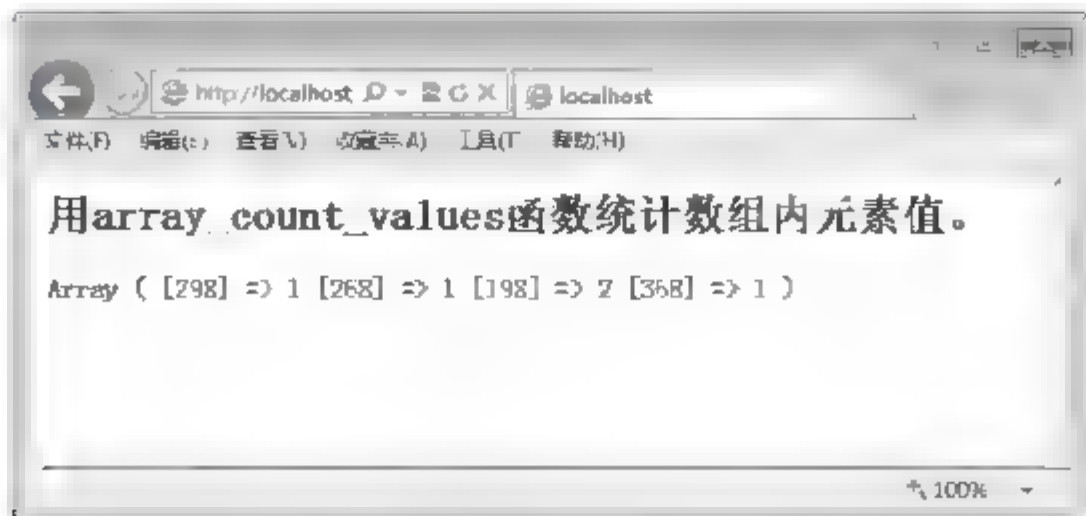 http://localhost
localhost
文件(F) 编辑(E) 查看(V) 收藏夹(A) 工具(T) 帮助(H)
用array_count_values函数统计数组内元素值。
Array ( [298] => 1 [268] => 1 [198] => 2 [368] => 1 )
100%